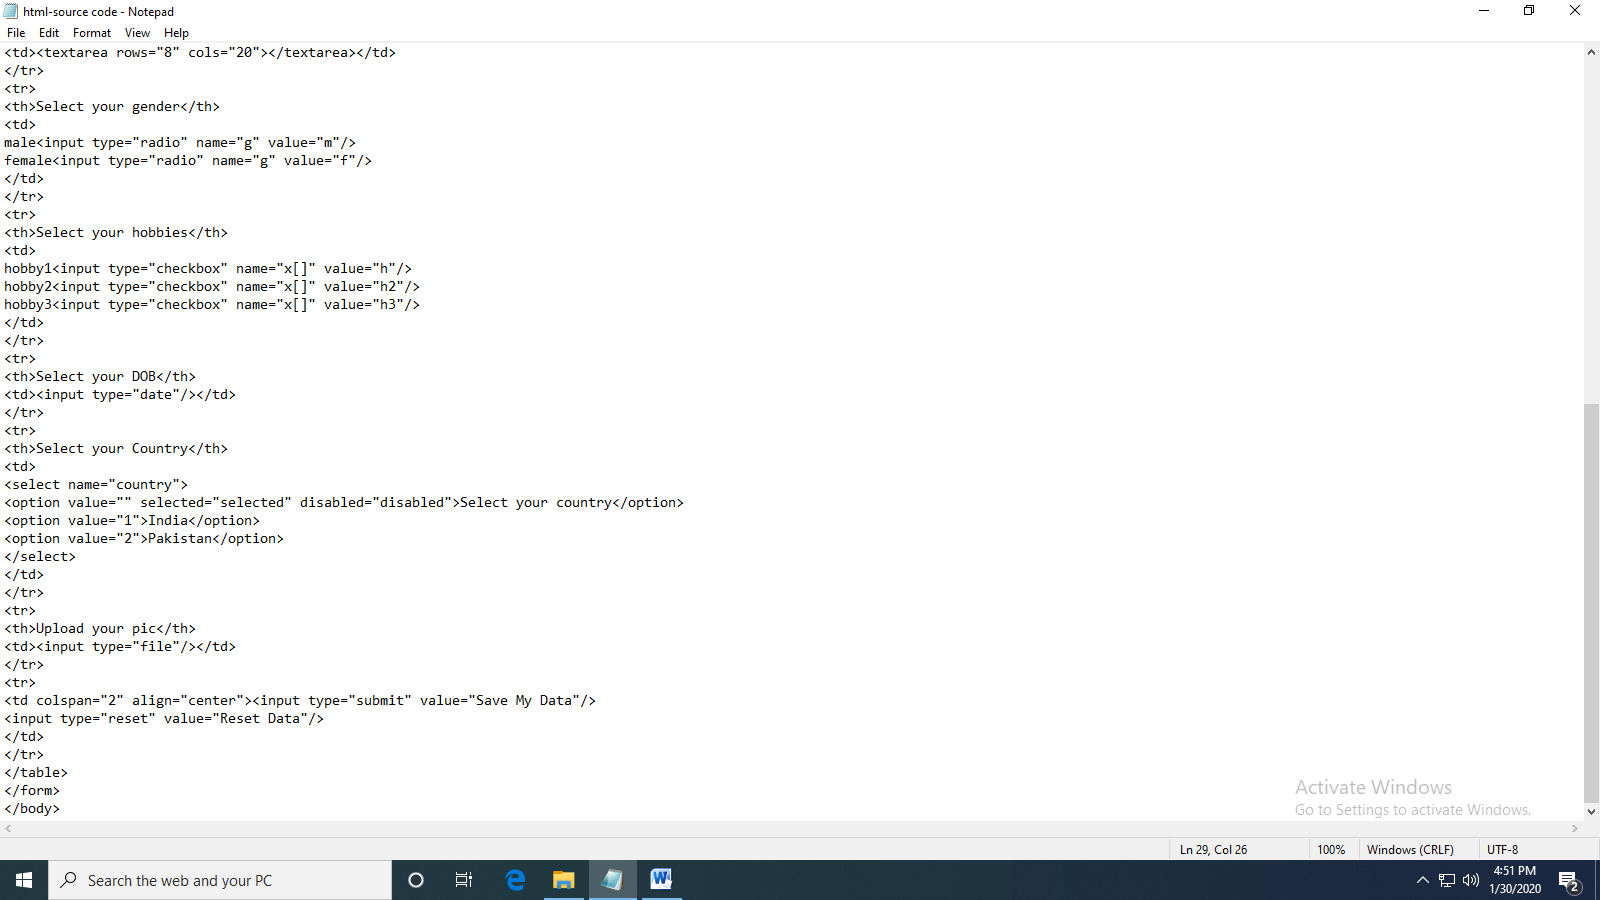 html-source code - Notepad
File Edit Format View Help
<td><textarea rows="8" cols="20"></textarea></td>
</tr>
<tr>
<th>Select your gender</th>
<td>
male<input type="radio" name="g" value="m"/>
female<input type="radio" name="g" value="f"/>
</td>
</tr>
<tr>
<th>Select your hobbies</th>
<td>
hobby1<input type="checkbox" name="x[]" value="h"/>
hobby2<input type="checkbox" name="x[]" value="h2"/>
hobby3<input type="checkbox" name="x[]" value="h3"/>
</td>
</tr>
<tr>
<th>Select your DOB</th>
<td><input type="date"/></td>
</tr>
<tr>
<th>Select your Country</th>
<td>
<select name="country">
<option value="" selected="selected" disabled="disabled">Select your country</option>
<option value="1">India</option>
<option value="2">Pakistan</option>
</select>
</td>
</tr>
<tr>
<th>Upload your pic</th>
<td><input type="file"/></td>
</tr>
<tr>
<td colspan="2" align="center"><input type="submit" value="Save My Data"/>
<input type="reset" value="Reset Data"/>
</td>
</tr>
</table>
</form>
</body>
Activate Windows
Go to Settings to activate Windows.
Ln 29, Col 26 100% Windows (CRLF) UTF-8
Search the web and your PC
4:51 PM
1/30/2020
2